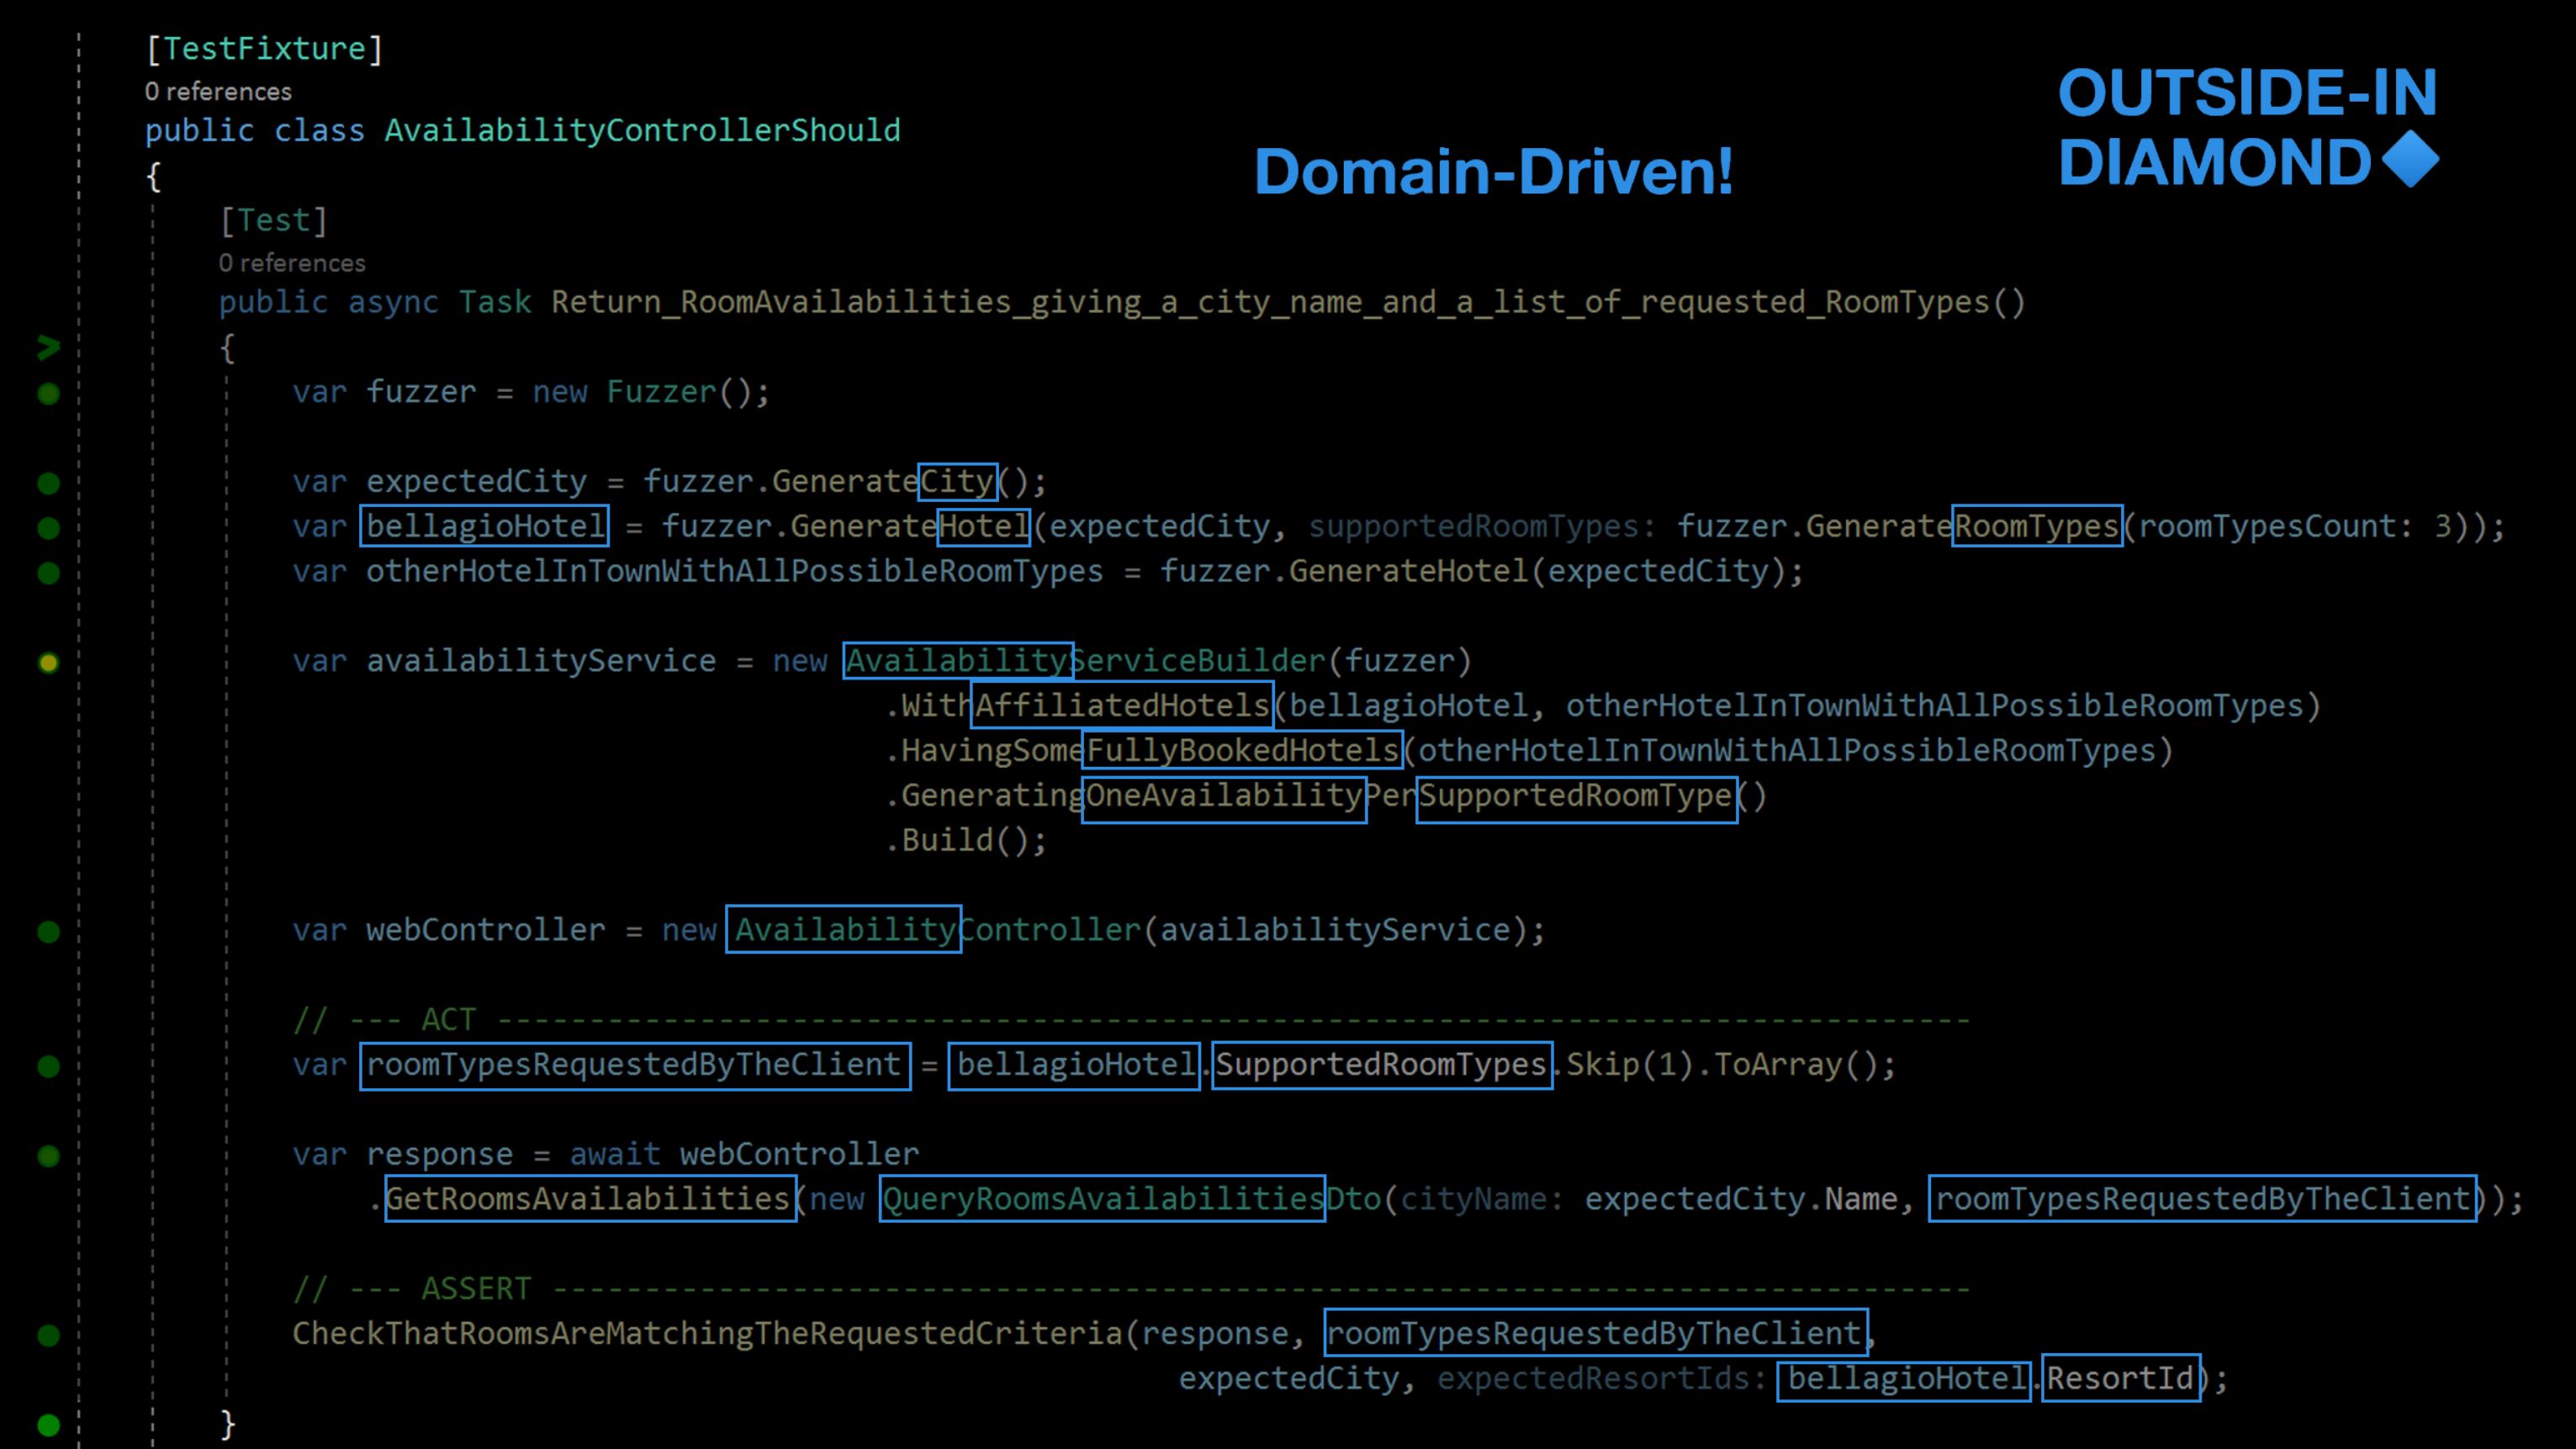 [TestFixture]
0 references
public class AvailabilityControllerShould
{
OUTSIDE-IN
DIAMOND
Domain-Driven!
[Test]
0 references
public async Task Return_RoomAvailabilities_giving_a_city_name_and_a_list_of_requested_RoomTypes()
{
var fuzzer = new Fuzzer();
var expectedCity = fuzzer.GenerateCity();
var bellagioHotel = fuzzer.GenerateHotel(expectedCity, supportedRoomTypes: fuzzer.GenerateRoomTypes(roomTypesCount: 3));
var otherHotelInTownWithAllPossibleRoomTypes = fuzzer.GenerateHotel(expectedCity);
var availabilityService = new AvailabilityServiceBuilder(fuzzer)
.WithAffiliatedHotels(bellagioHotel, otherHotelInTownWithAllPossibleRoomTypes)
.HavingSomeFullyBookedHotels(otherHotelInTownWithAllPossibleRoomTypes)
.GeneratingOneAvailabilityPerSupportedRoomType()
.Build();
var webController = new AvailabilityController(availabilityService);
// --- ACT --------------------------------------------------------------------------------
var roomTypesRequestedByTheClient = bellagioHotel.SupportedRoomTypes.Skip(1).ToArray();
var response = await webController
.GetRoomsAvailabilities(new QueryRoomsAvailabilitiesDto(cityName: expectedCity.Name, roomTypesRequestedByTheClient));
// --- ASSERT -----------------------------------------------------------------------------
CheckThatRoomsAreMatchingTheRequestedCriteria(response, roomTypesRequestedByTheClient,
expectedCity, expectedResortIds: bellagioHotel.ResortId);
}